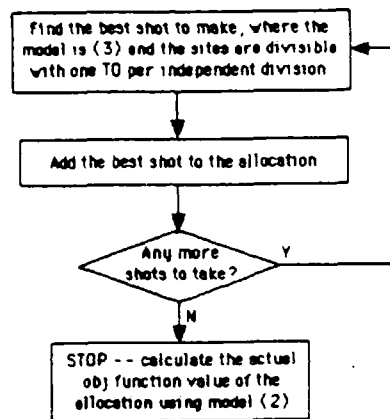 Find the best shot to make, where the
model is (3) and the sites are divisible
with one TO per independent division
Add the best shot to the allocation
Any more
shots to take?
Y
N
STOP -- calculate the actual
obj function value of the
allocation using model (2)